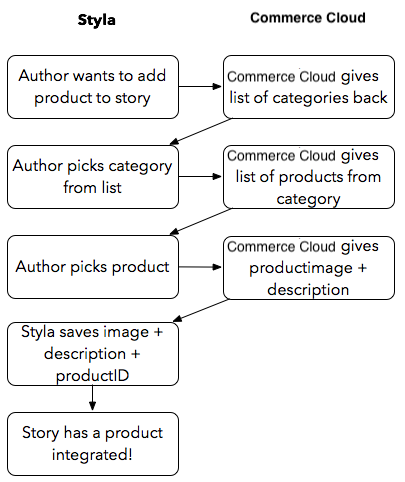 Styla
Commerce Cloud
Author wants to add
product to story
Commerce Cloud gives
list of categories back
Author picks category
from list
Commerce Cloud gives
list of products from
category
Author picks product
Commerce Cloud gives
productimage +
description
Styla saves image +
description +
productID
Story has a product
integrated!